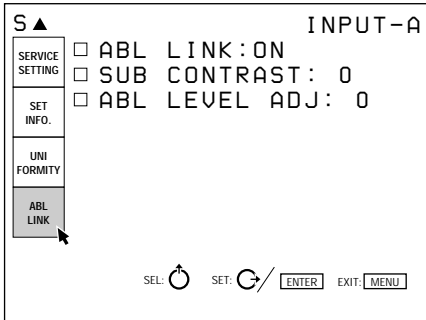 S▲ INPUT-A
SERVICE
SETTING
SET
INFO.
UNI
FORMITY
ABL
LINK
□ ABL LINK:ON
□ SUB CONTRAST: 0
□ ABL LEVEL ADJ: 0
SEL: SET: / ENTER EXIT: MENU